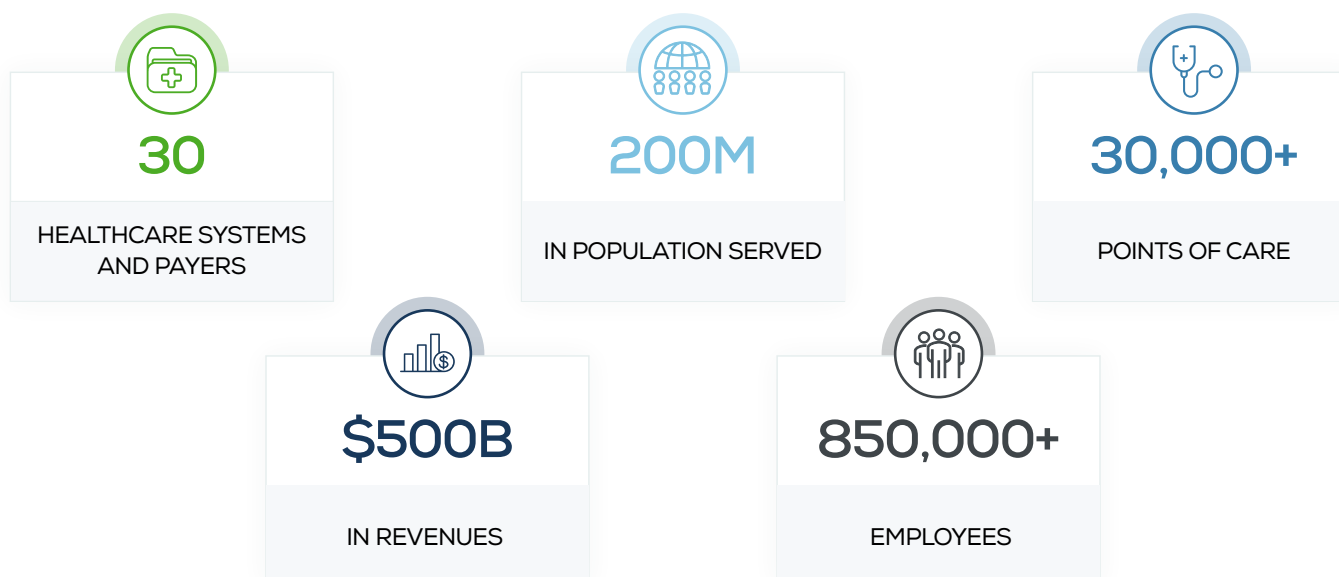 30
HEALTHCARE SYSTEMS
AND PAYERS
200M
IN POPULATION SERVED
30,000+
POINTS OF CARE
$500B
IN REVENUES
850,000+
EMPLOYEES